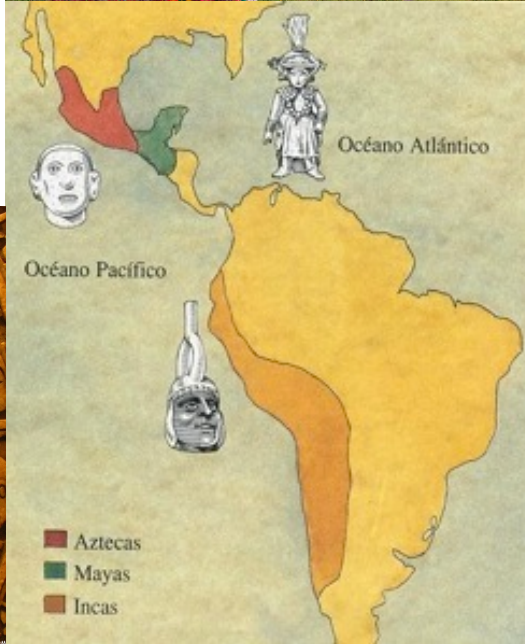 Océano Atlántico
Océano Pacífico
Aztecas
Mayas
Incas